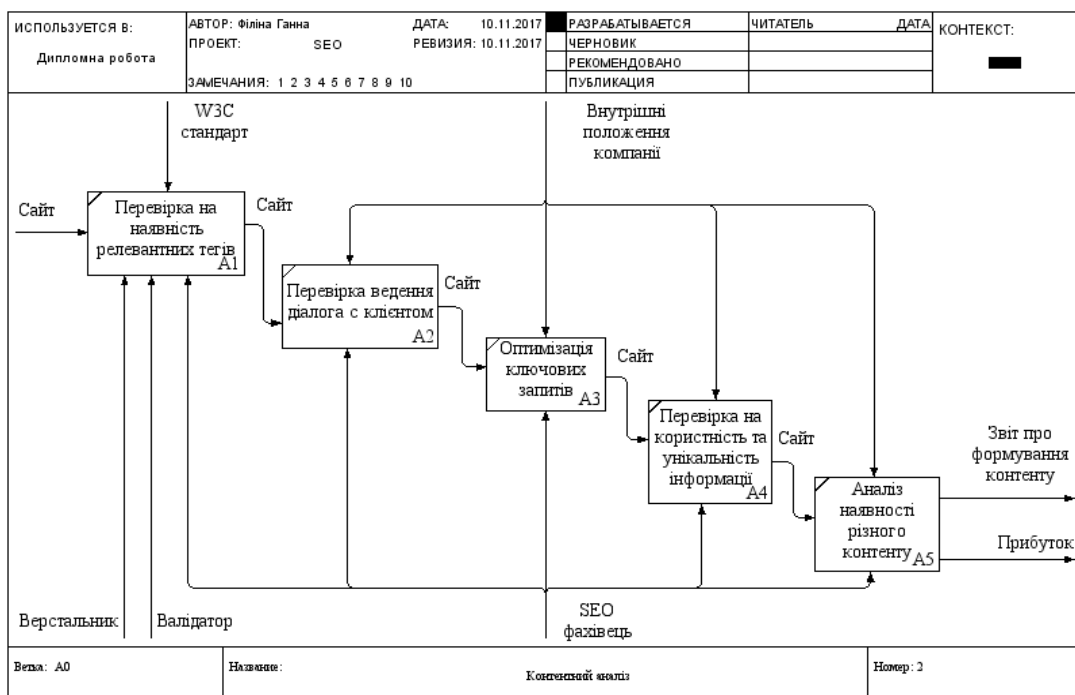 ИСПОЛЬЗУЕТСЯ В:
Дипломна робота
АВТОР: Філіна Ганна
ДАТА: 10.11.2017
ПРОЕКТ: SEO
РЕВИЗИЯ: 10.11.2017
ЗАМЕЧАНИЯ: 1 2 3 4 5 6 7 8 9 10
РАЗРАБАТЫВАЕТСЯ
ЧЕРНОВИК
РЕКОМЕНДОВАНО
ПУБЛИКАЦИЯ
ЧИТАТЕЛЬ ДАТА
КОНТЕКСТ:
W3C
стандарт
Внутрішні
положення
компанії
Сайт
Перевірка на
наявність
релевантних тегів
A1
Сайт
Перевірка ведення
діалога с клієнтом
A2
Сайт
Оптимізація
ключових
запитів
A3
Сайт
Перевірка на
користність та
унікальність
інформації
A4
Сайт
Аналіз
наявності
різного
контенту
A5
Звіт про
формування
контенту
Прибуток
Верстальник
Валідатор
SEO
фахівець
Ветка: A0
Название:
Контентний аналіз
Номер: 2